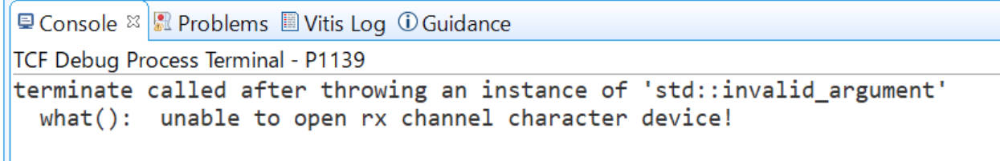 Console Problems Vitis Log Guidance
TCF Debug Process Terminal - P1139
terminate called after throwing an instance of 'std::invalid_argument'
what(): unable to open rx channel character device!